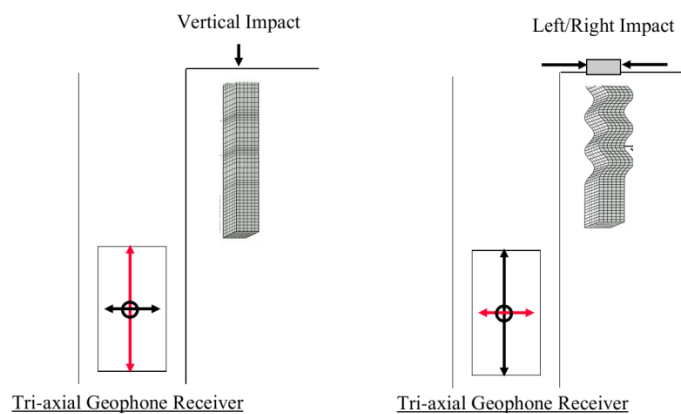 Vertical Impact
Left/Right Impact
Tri-axial Geophone Receiver
Tri-axial Geophone Receiver